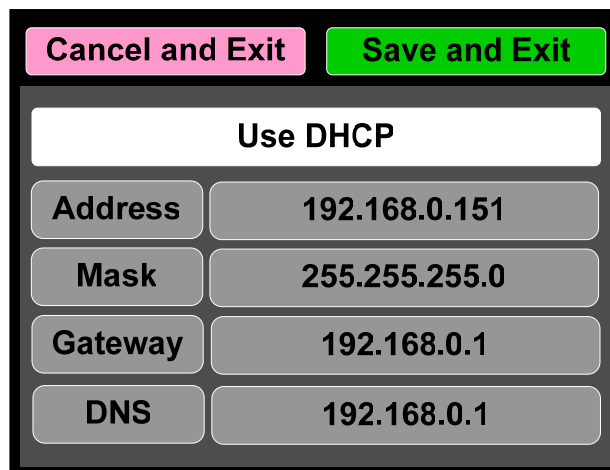 Cancel and Exit Save and Exit
Use DHCP
Address 192.168.0.151
Mask 255.255.255.0
Gateway 192.168.0.1
DNS 192.168.0.1